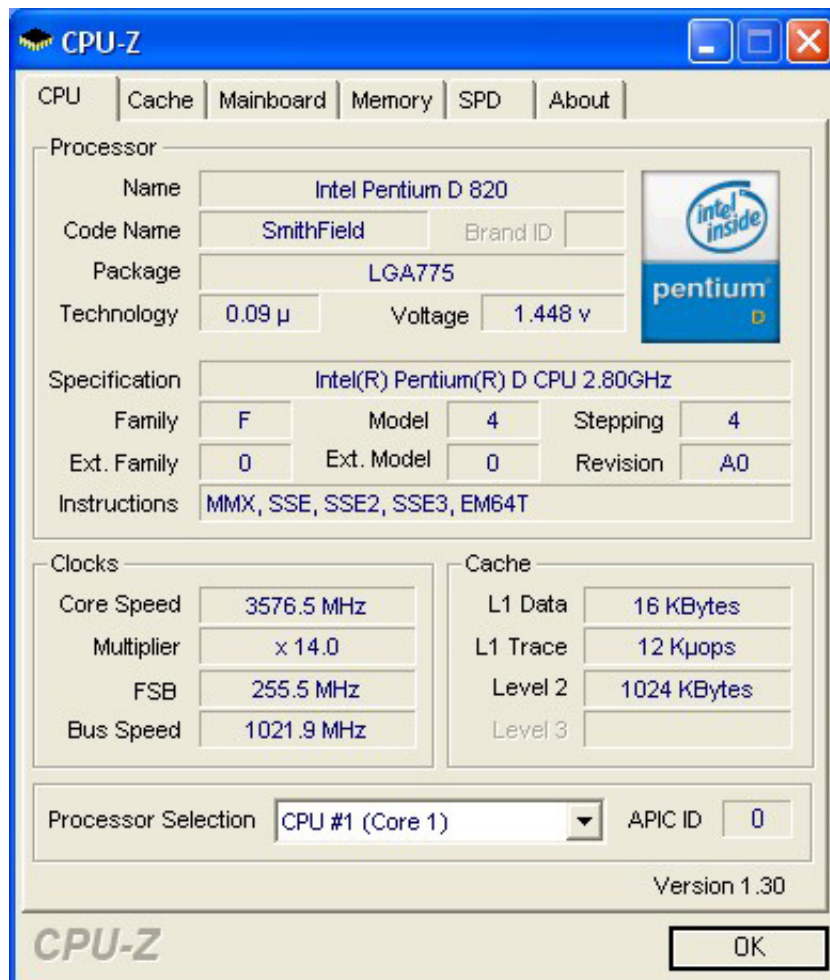 CPU-Z
CPU Cache Mainboard Memory SPD About
Processor
Name Intel Pentium D 820
Code Name SmithField Brand ID
Package LGA775
Technology 0.09 µ Voltage 1.448 v
intel inside
pentium D
Specification Intel(R) Pentium(R) D CPU 2.80GHz
Family F Model 4 Stepping 4
Ext. Family 0 Ext. Model 0 Revision A0
Instructions MMX, SSE, SSE2, SSE3, EM64T
Clocks
Core Speed 3576.5 MHz
Multiplier x 14.0
FSB 255.5 MHz
Bus Speed 1021.9 MHz
Cache
L1 Data 16 KBytes
L1 Trace 12 Kµops
Level 2 1024 KBytes
Level 3
Processor Selection CPU #1 (Core 1) APIC ID 0
Version 1.30
CPU-Z OK